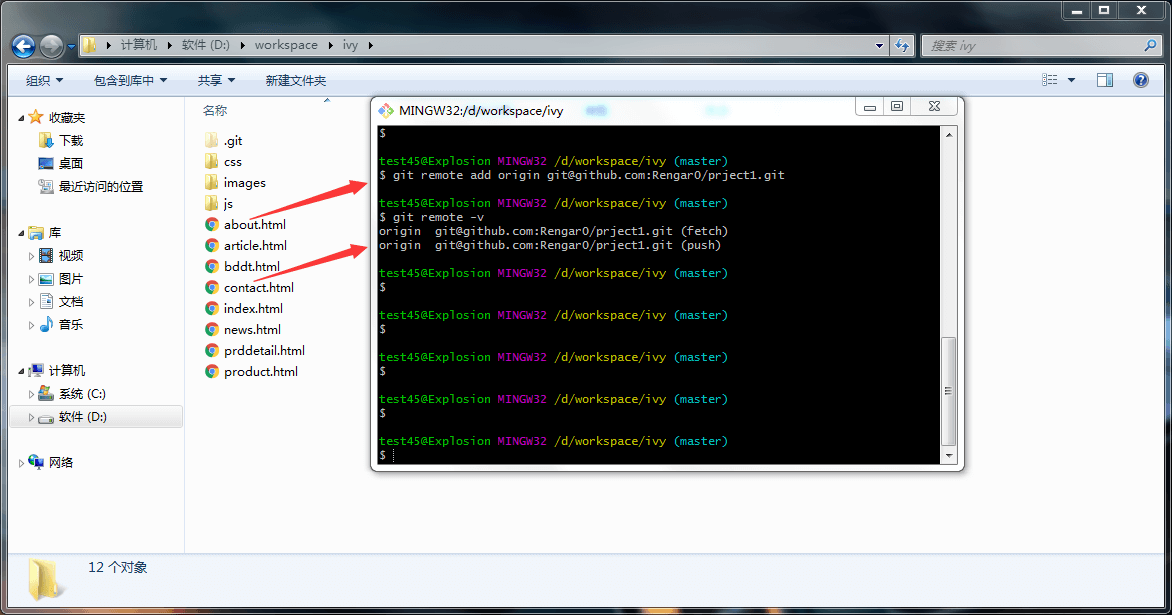 计算机 软件 (D:) workspace ivy
搜索 ivy
组织 包含到库中 共享 新建文件夹
收藏夹
下载
桌面
最近访问的位置
库
视频
图片
文档
音乐
计算机
系统 (C:)
软件 (D:)
网络
名称
.git
css
images
js
about.html
article.html
bddt.html
contact.html
index.html
news.html
prddetail.html
product.html
MINGW32:/d/workspace/ivy
$
test45@Explosion MINGW32 /d/workspace/ivy (master)
$ git remote add origin git@github.com:Rengar0/prject1.git
test45@Explosion MINGW32 /d/workspace/ivy (master)
$ git remote -v
origin  git@github.com:Rengar0/prject1.git (fetch)
origin  git@github.com:Rengar0/prject1.git (push)
test45@Explosion MINGW32 /d/workspace/ivy (master)
$
test45@Explosion MINGW32 /d/workspace/ivy (master)
$
test45@Explosion MINGW32 /d/workspace/ivy (master)
$
test45@Explosion MINGW32 /d/workspace/ivy (master)
$
test45@Explosion MINGW32 /d/workspace/ivy (master)
$
12 个对象